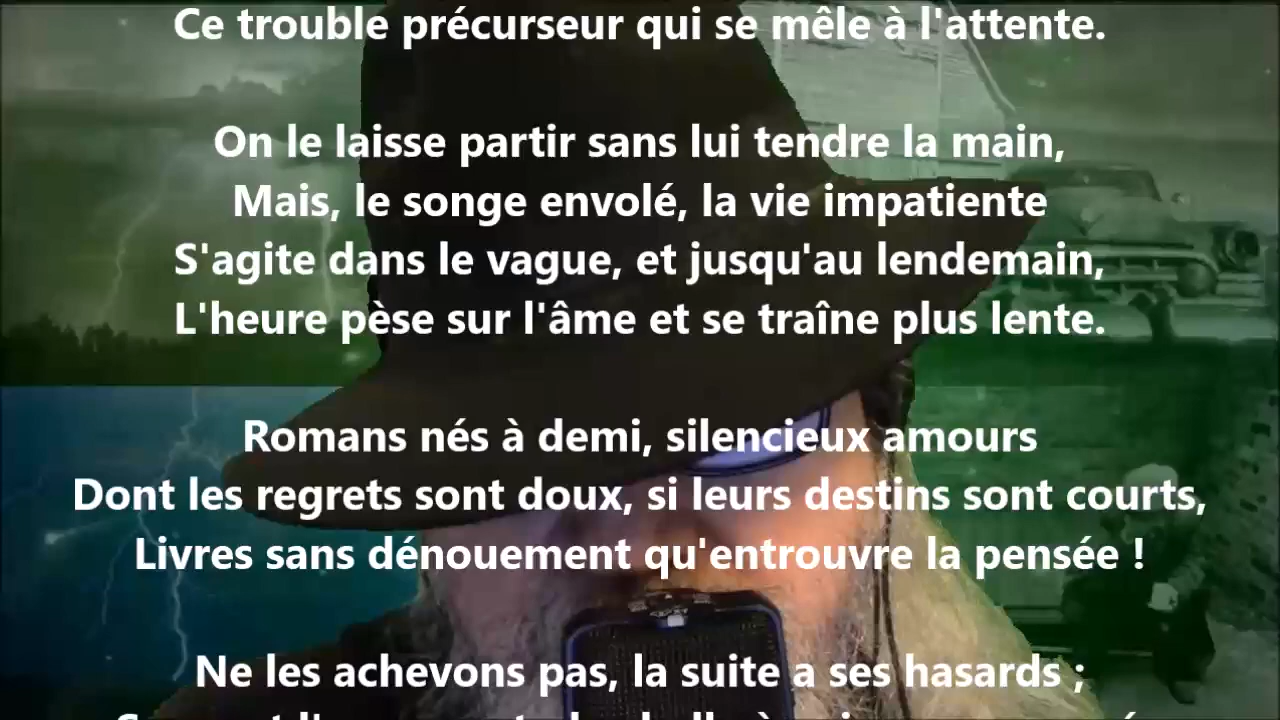 Ce trouble précurseur qui se mêle à l'attente.
On le laisse partir sans lui tendre la main,
Mais, le songe envolé, la vie impatiente
S'agite dans le vague, et jusqu'au lendemain,
L'heure pèse sur l'âme et se traîne plus lente.
Romans nés à demi, silencieux amours
Dont les regrets sont doux, si leurs destins sont courts,
Livres sans dénouement qu'entrouvre la pensée !
Ne les achevons pas, la suite a ses hasards ;